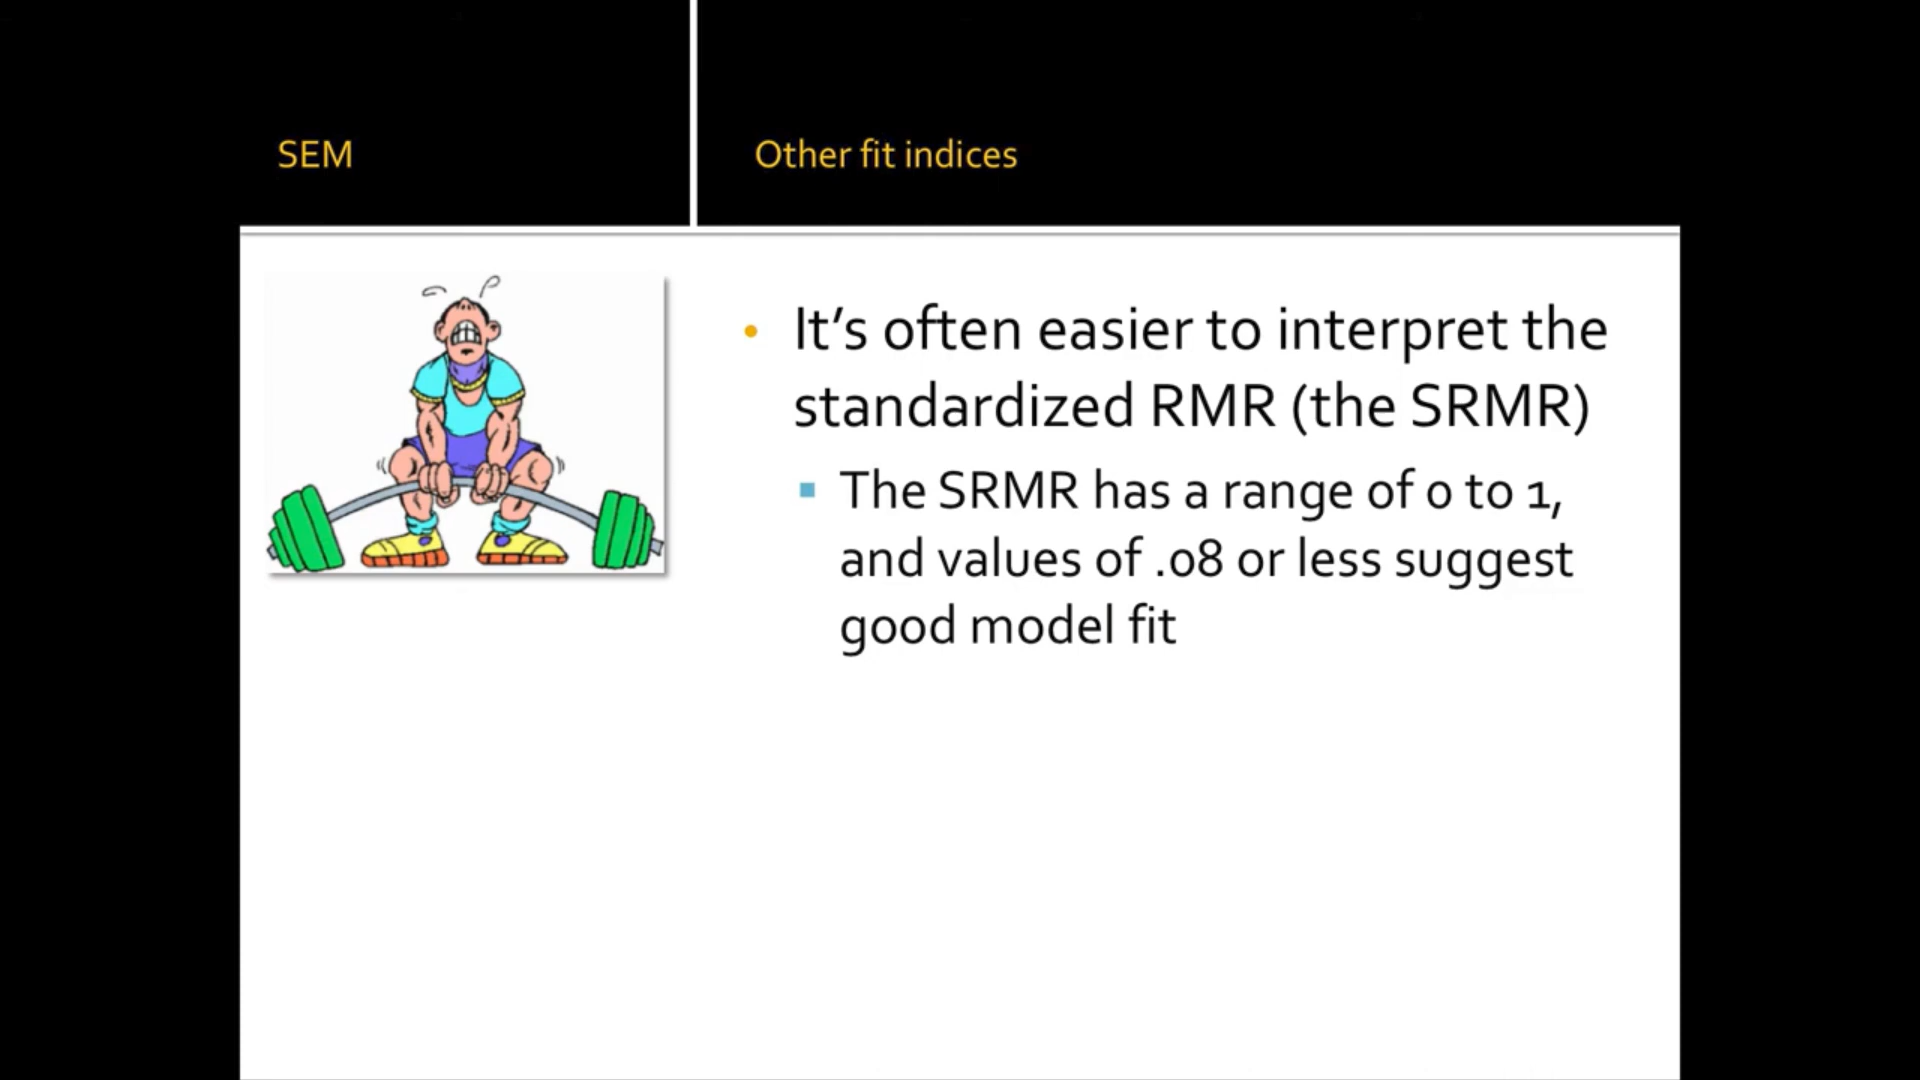 SEM
Other fit indices
It's often easier to interpret the
standardized RMR (the SRMR)
The SRMR has a range of 0 to 1,
and values of .08 or less suggest
good model fit